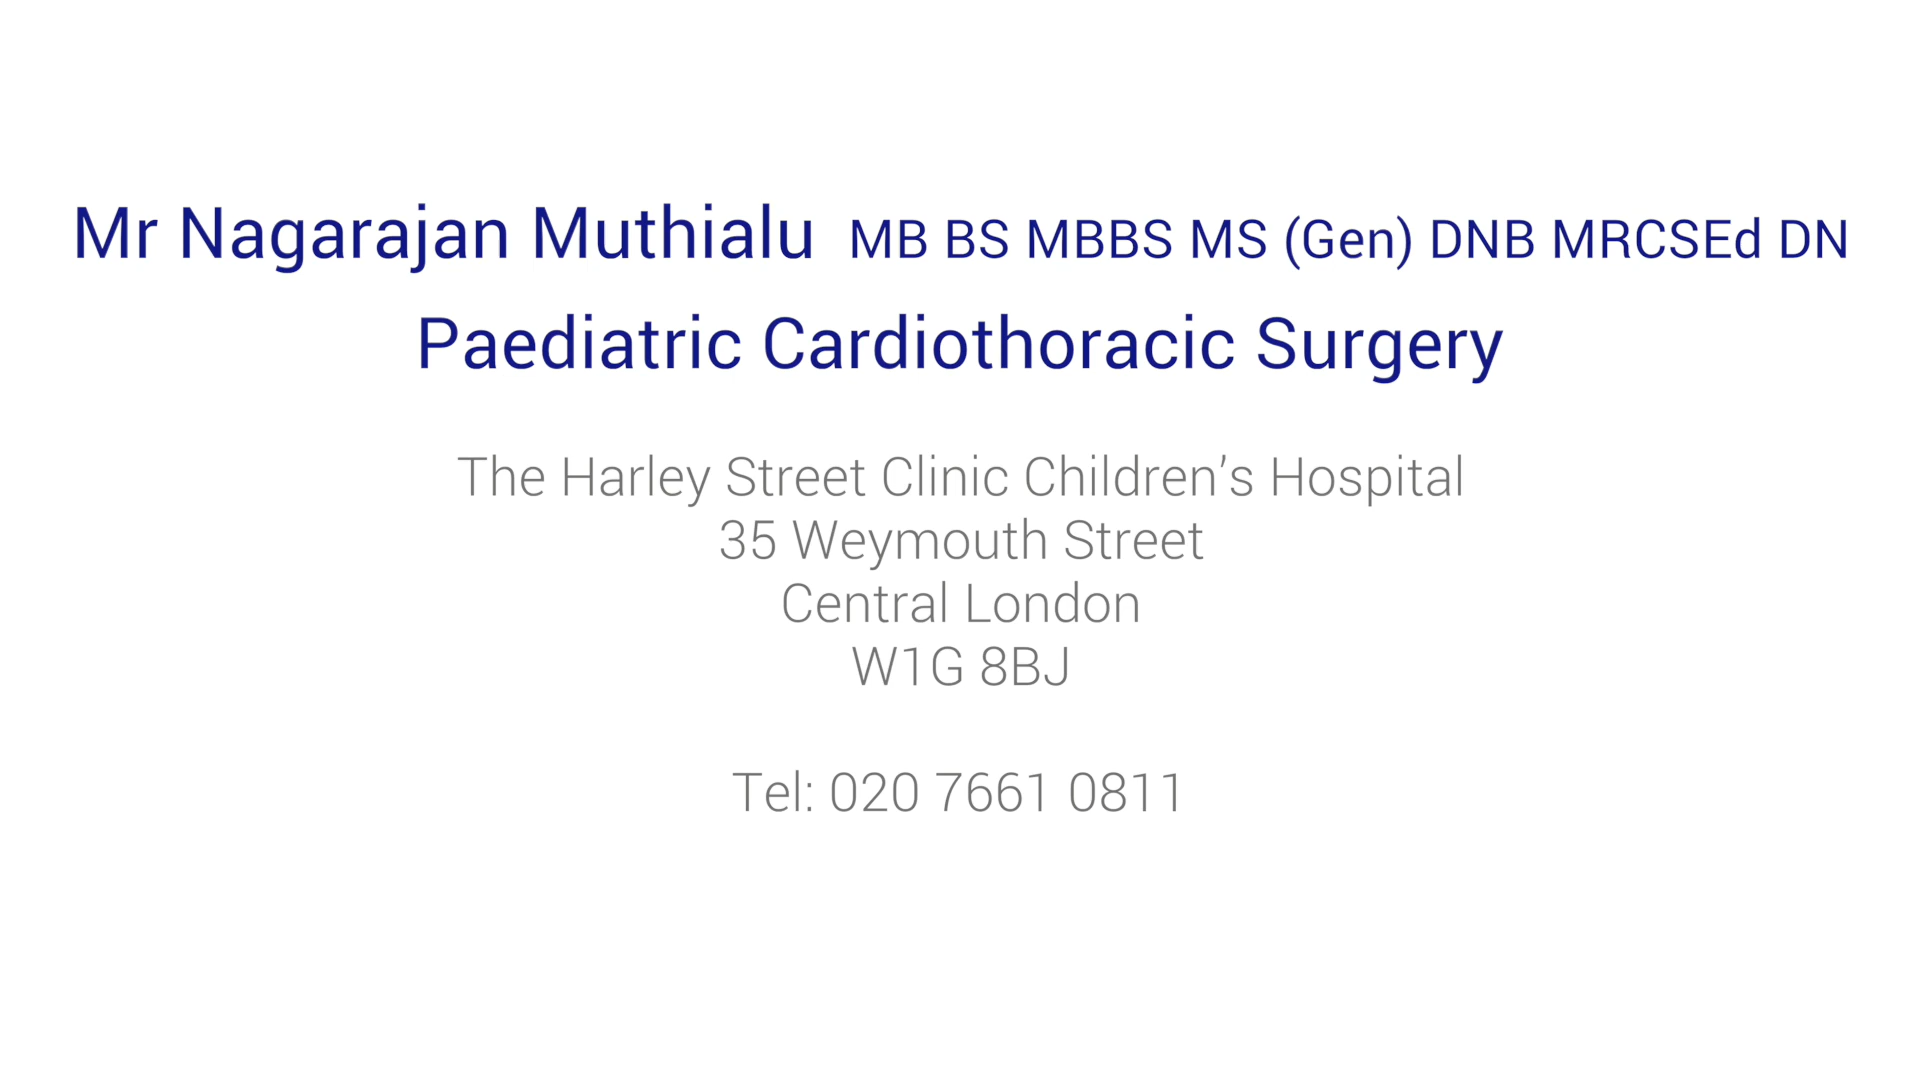 Mr Nagarajan Muthialu MB BS MBBS MS (Gen) DNB MRCSEd DN
Paediatric Cardiothoracic Surgery
The Harley Street Clinic Children’s Hospital
35 Weymouth Street
Central London
W1G 8BJ
Tel: 020 7661 0811